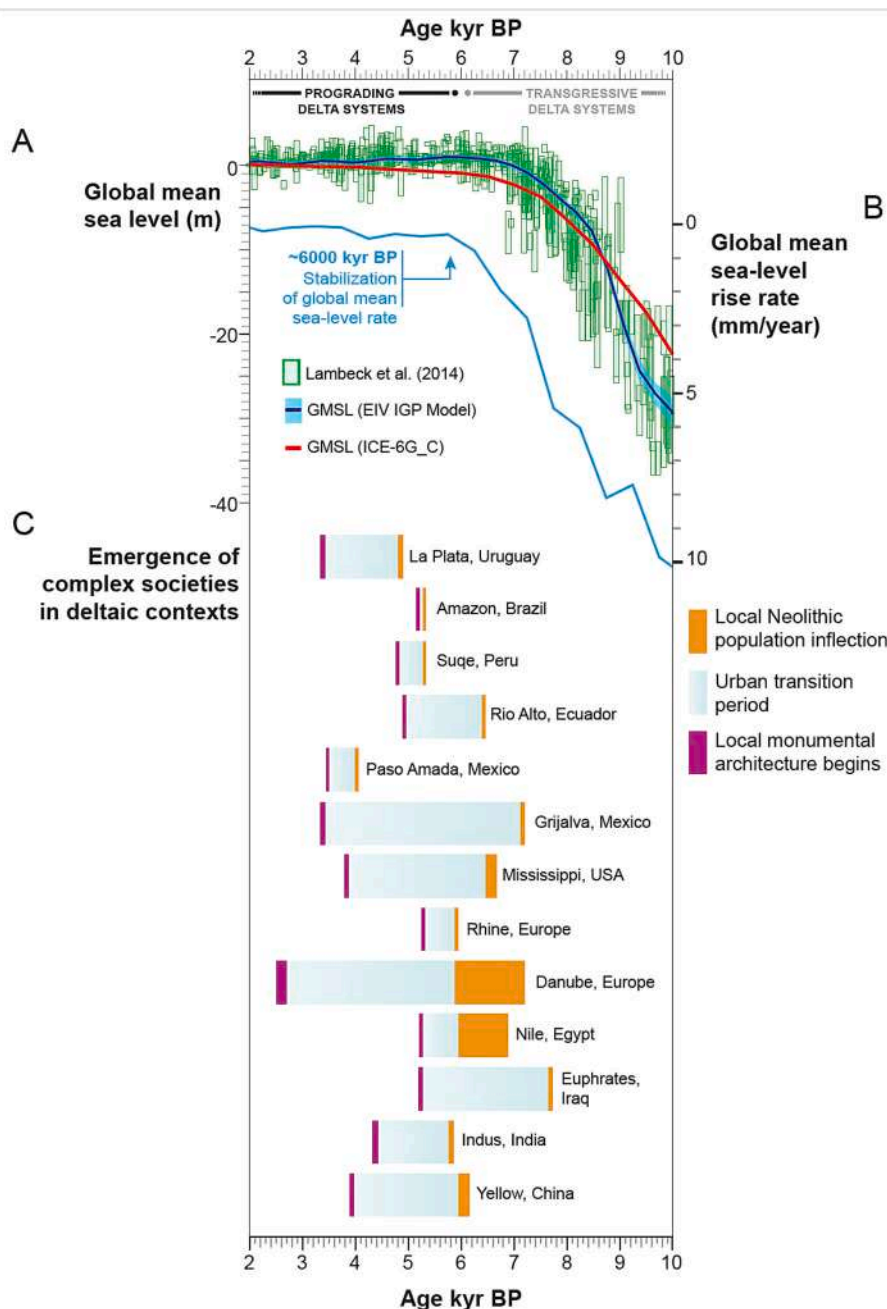 Age kyr BP
2 3 4 5 6 7 8 9 10
PROGRADING
DELTA SYSTEMS
TRANSGRESSIVE
DELTA SYSTEMS
A
Global mean
sea level (m)
0
-20
-40
B
Global mean
sea-level
rise rate
(mm/year)
0
5
10
~6000 kyr BP
Stabilization
of global mean
sea-level rate
Lambeck et al. (2014)
GMSL (EIV IGP Model)
GMSL (ICE-6G_C)
C
Emergence of
complex societies
in deltaic contexts
La Plata, Uruguay
Amazon, Brazil
Suqe, Peru
Rio Alto, Ecuador
Paso Amada, Mexico
Grijalva, Mexico
Mississippi, USA
Rhine, Europe
Danube, Europe
Nile, Egypt
Euphrates,
Iraq
Indus, India
Yellow, China
Local Neolithic
population inflection
Urban transition
period
Local monumental
architecture begins
2 3 4 5 6 7 8 9 10
Age kyr BP